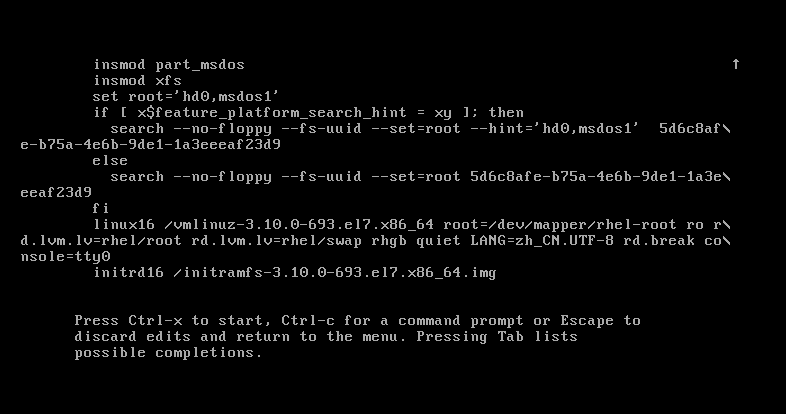 insmod part_msdos ↑
insmod xfs
set root='hd0,msdos1'
if [ x$feature_platform_search_hint = xy ]; then
search --no-floppy --fs-uuid --set=root --hint='hd0,msdos1'  5d6c8af\
e-b75a-4e6b-9de1-1a3eeeaf23d9
else
search --no-floppy --fs-uuid --set=root 5d6c8afe-b75a-4e6b-9de1-1a3e\
eeaf23d9
fi
linux16 /vmlinuz-3.10.0-693.el7.x86_64 root=/dev/mapper/rhel-root ro r\
d.lvm.lv=rhel/root rd.lvm.lv=rhel/swap rhgb quiet LANG=zh_CN.UTF-8 rd.break co\
nsole=tty0
initrd16 /initramfs-3.10.0-693.el7.x86_64.img
Press Ctrl-x to start, Ctrl-c for a command prompt or Escape to
discard edits and return to the menu. Pressing Tab lists
possible completions.